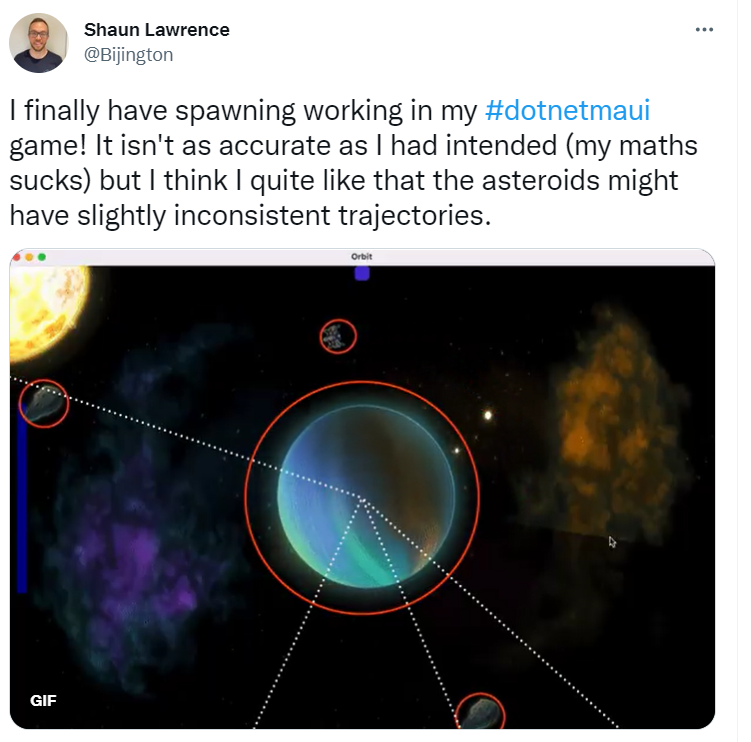 Shaun Lawrence
@Bijington
I finally have spawning working in my #dotnetmaui
game! It isn't as accurate as I had intended (my maths
sucks) but I think I quite like that the asteroids might
have slightly inconsistent trajectories.
Orbit
GIF